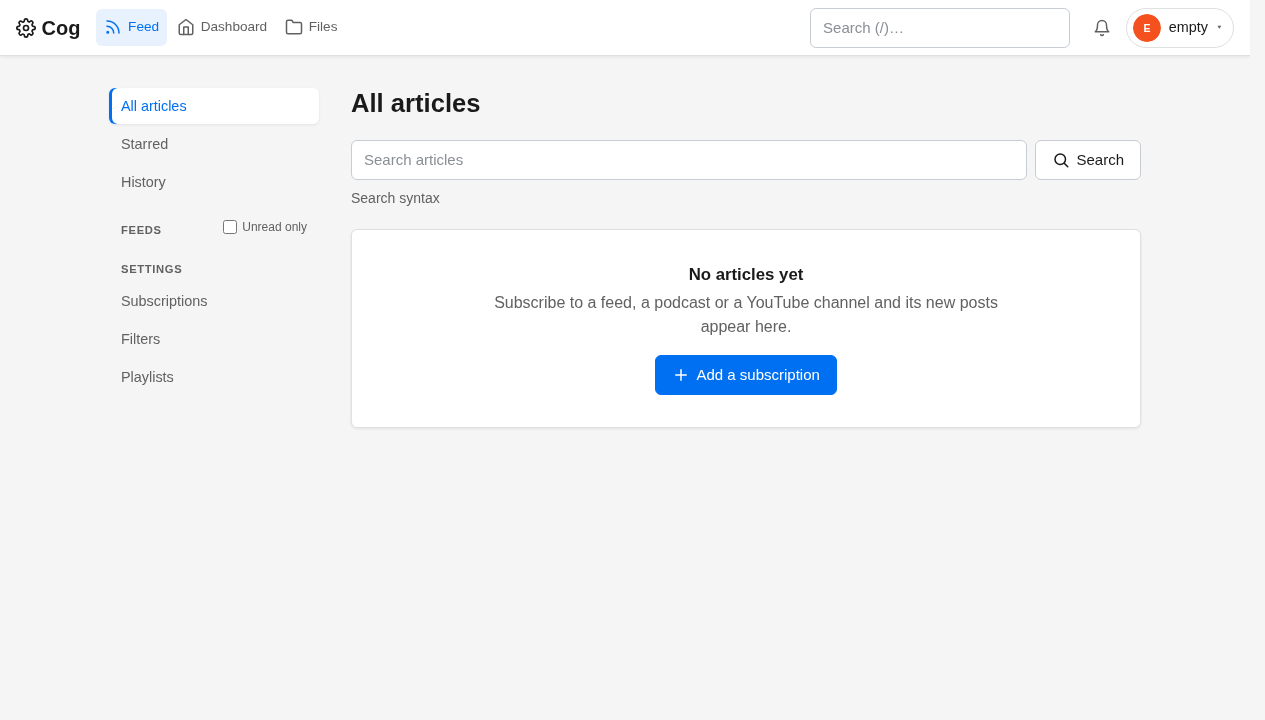 Cog
Feed
Dashboard
Files
Search (/)…
E
empty
All articles
Starred
History
FEEDS
Unread only
SETTINGS
Subscriptions
Filters
Playlists
All articles
Search articles
Search
Search syntax
No articles yet
Subscribe to a feed, a podcast or a YouTube channel and its new posts
appear here.
Add a subscription